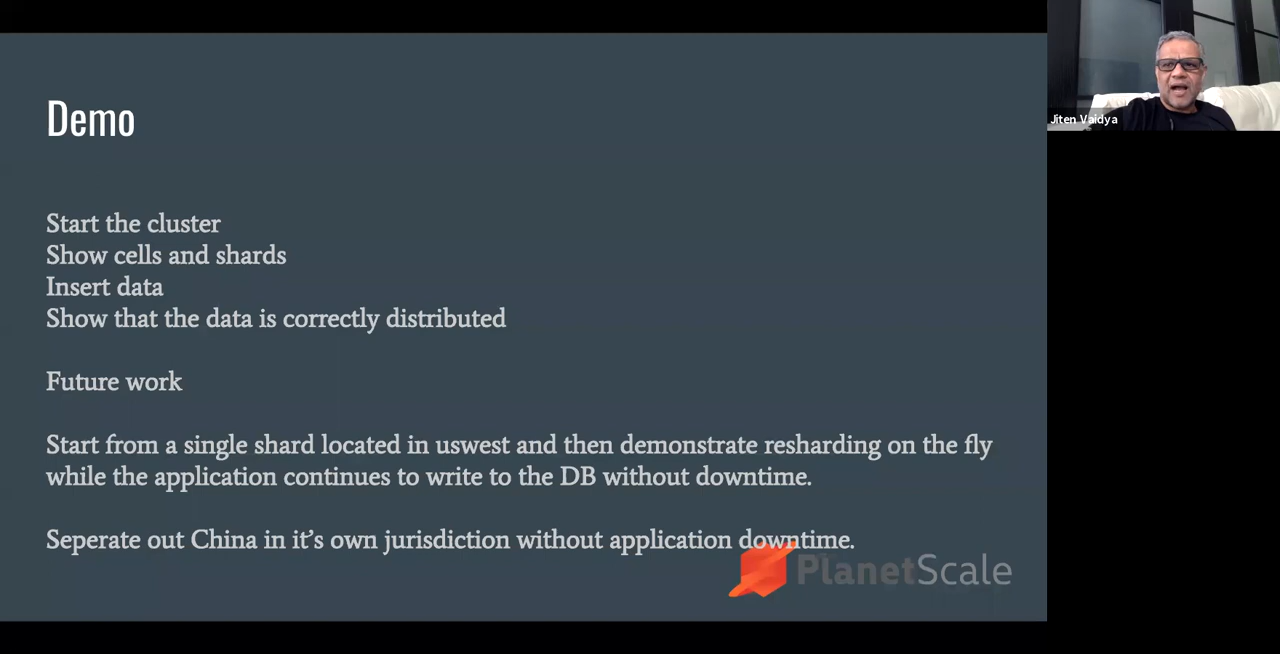 Demo
Start the cluster
Show cells and shards
Insert data
Show that the data is correctly distributed
Future work
Start from a single shard located in uswest and then demonstrate resharding on the fly
while the application continues to write to the DB without downtime.
Seperate out China in it’s own jurisdiction without application downtime.
PlanetScale
Jiten Vaidya